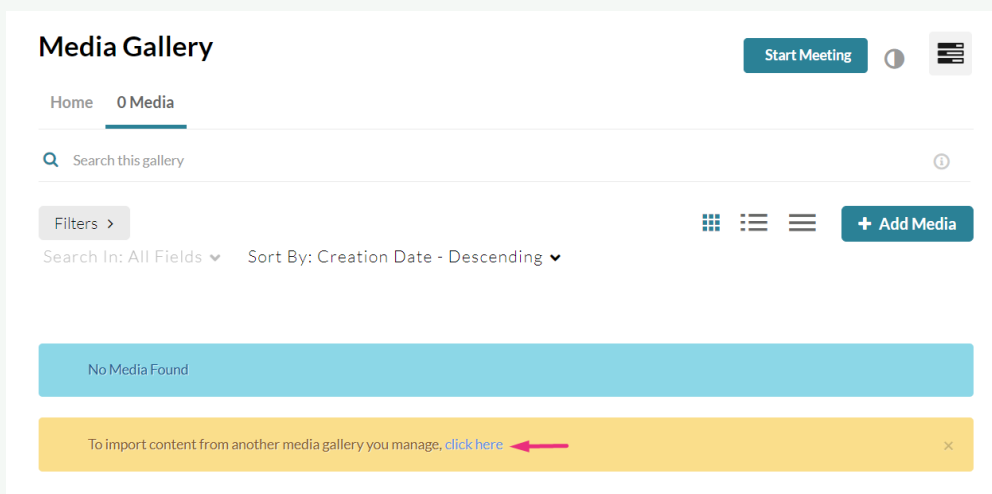 Media Gallery
Start Meeting
Home 0 Media
Search this gallery
Filters >
+ Add Media
Search In: All Fields Sort By: Creation Date - Descending
No Media Found
To import content from another media gallery you manage, click here ×